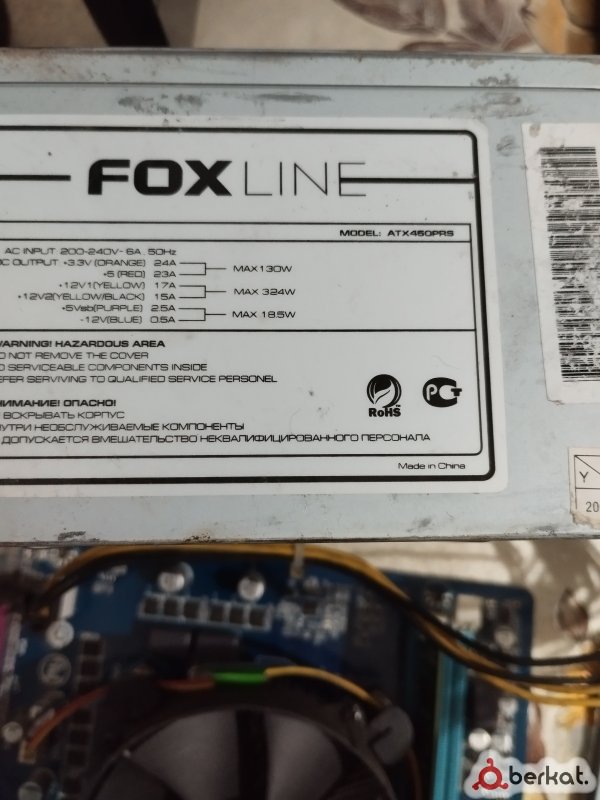 FOXLINE
MODEL: ATX450PRS
AC INPUT 200-240V~ 6A 50Hz
DC OUTPUT +3.3V (ORANGE) 24A
+5 (RED) 23A
MAX 130W
+12V1(YELLOW) 17A
+12V2(YELLOW/BLACK) 15A
MAX 324W
+5Vsb(PURPLE) 2.5A
-12V(BLUE) 0.5A
MAX 18.5W
WARNING! HAZARDOUS AREA
DO NOT REMOVE THE COVER
SERVICEABLE COMPONENTS INSIDE
REFER SERVIVING TO QUALIFIED SERVICE PERSONEL
ВНИМАНИЕ! ОПАСНО!
ВСКРЫВАТЬ КОРПУС
ВНУТРИ НЕОБСЛУЖИВАЕМЫЕ КОМПОНЕНТЫ
ДОПУСКАЕТСЯ ВМЕШАТЕЛЬСТВО НЕКВАЛИФИЦИРОВАННОГО ПЕРСОНАЛА
RoHS
РСТ
Made in China
Y
20
berkat.